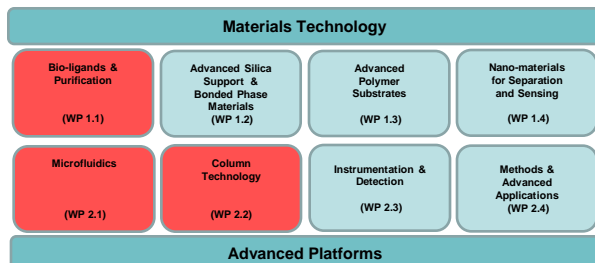 Materials Technology
Bio-ligands &
Purification
(WP 1.1)
Advanced Silica
Support &
Bonded Phase
Materials
(WP 1.2)
Advanced
Polymer
Substrates
(WP 1.3)
Nano-materials
for Separation
and Sensing
(WP 1.4)
Microfluidics
(WP 2.1)
Column
Technology
(WP 2.2)
Instrumentation &
Detection
(WP 2.3)
Methods &
Advanced
Applications
(WP 2.4)
Advanced Platforms